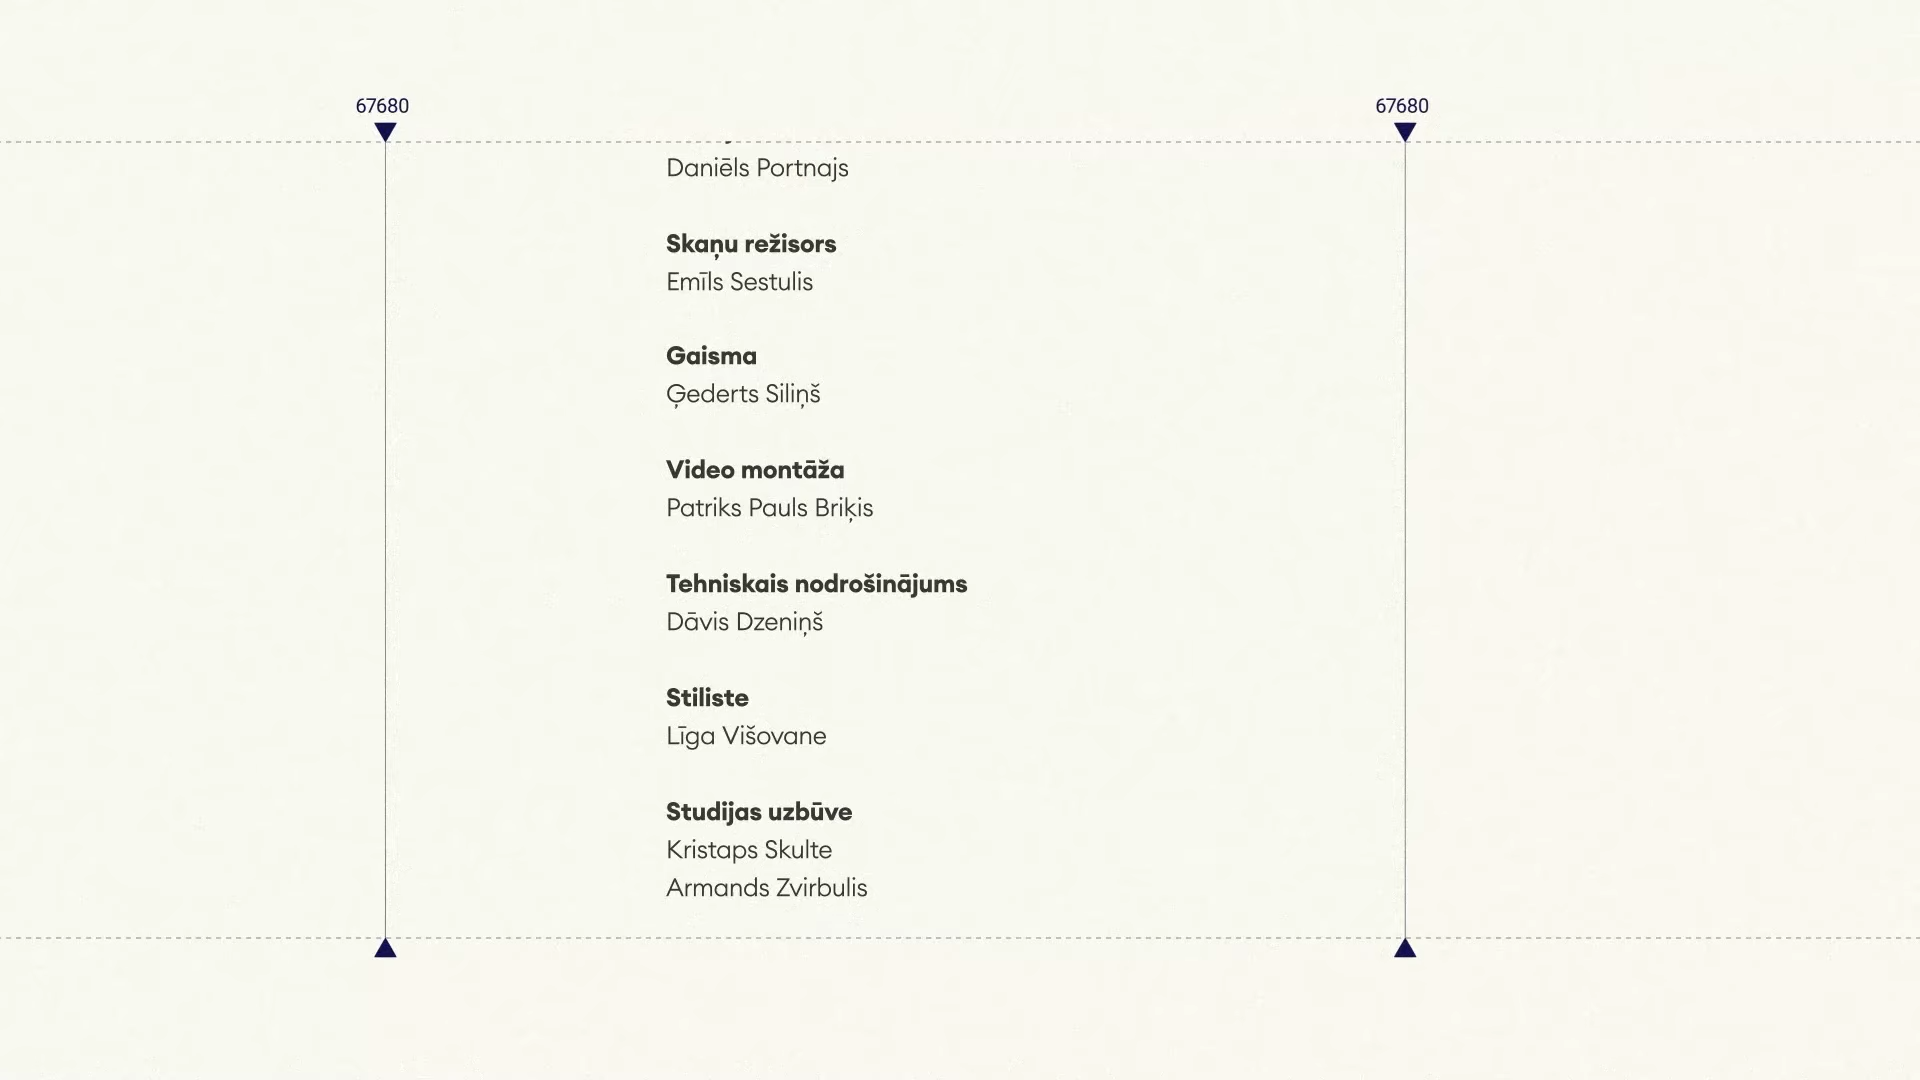 67680
67680
Daniēls Portnajs
Skaņu režisors
Emīls Sestulis
Gaisma
Ģederts Siliņš
Video montāža
Patriks Pauls Briķis
Tehniskais nodrošinājums
Dāvis Dzeniņš
Stiliste
Līga Višovane
Studijas uzbūve
Kristaps Skulte
Armands Zvirbulis